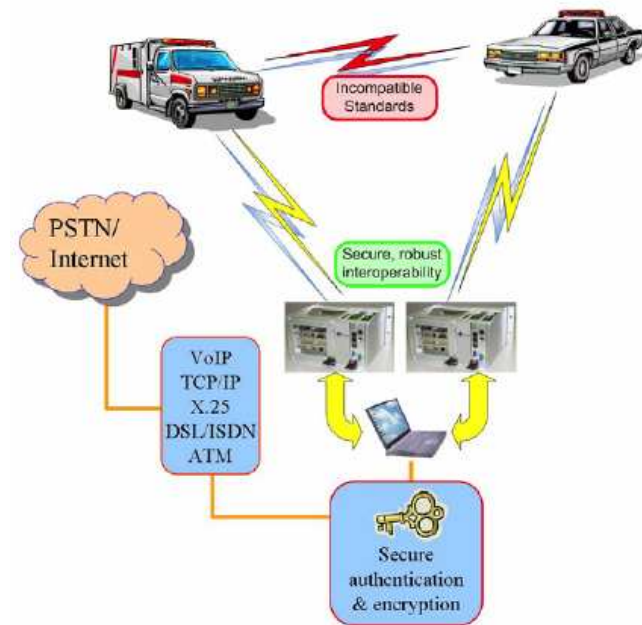 Incompatible
Standards
PSTN/
Internet
Secure, robust
interoperability
VoIP
TCP/IP
X.25
DSL/ISDN
ATM
Secure
authentication
& encryption